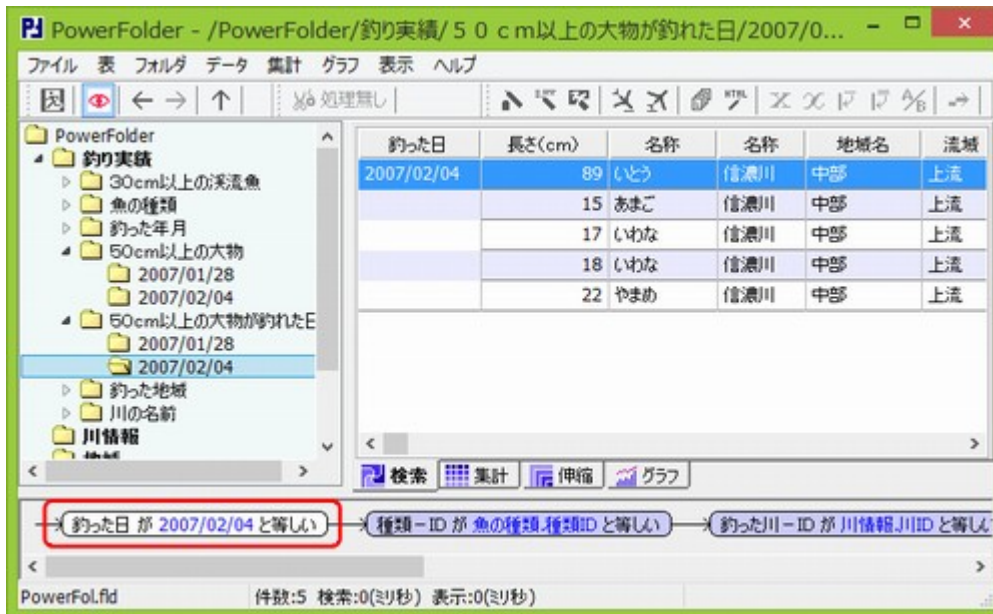 PowerFolder - /PowerFolder/釣り実績/５０ｃｍ以上の大物が釣れた日/2007/0...
ファイル 表 フォルダ データ 集計 グラフ 表示 ヘルプ
処理無し
PowerFolder
釣り実績
30cm以上の渓流魚
魚の種類
釣った年月
50cm以上の大物
2007/01/28
2007/02/04
50cm以上の大物が釣れたE
2007/01/28
2007/02/04
釣った地域
川の名前
川情報
釣った日 長さ(cm) 名称 名称 地域名 流域
2007/02/04 89 いとう 信濃川 中部 上流
15 あまご 信濃川 中部 上流
17 いわな 信濃川 中部 上流
18 いわな 信濃川 中部 上流
22 やまめ 信濃川 中部 上流
検索 集計 伸縮 グラフ
釣った日 が 2007/02/04 と等しい 種類－ID が 魚の種類.種類ID と等しい 釣った川－ID が 川情報.川ID と等し
PowerFol.fld 件数:5 検索:0(ミリ秒) 表示:0(ミリ秒)